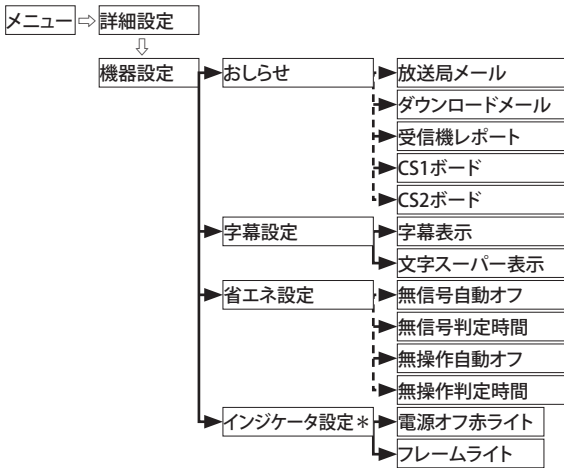 メニュー⇨詳細設定
⇩
機器設定 おしらせ 放送局メール
ダウンロードメール
受信機レポート
CS1ボード
CS2ボード
字幕設定 字幕表示
文字スーパー表示
省エネ設定 無信号自動オフ
無信号判定時間
無操作自動オフ
無操作判定時間
インジケータ設定＊ 電源オフ赤ライト
フレームライト